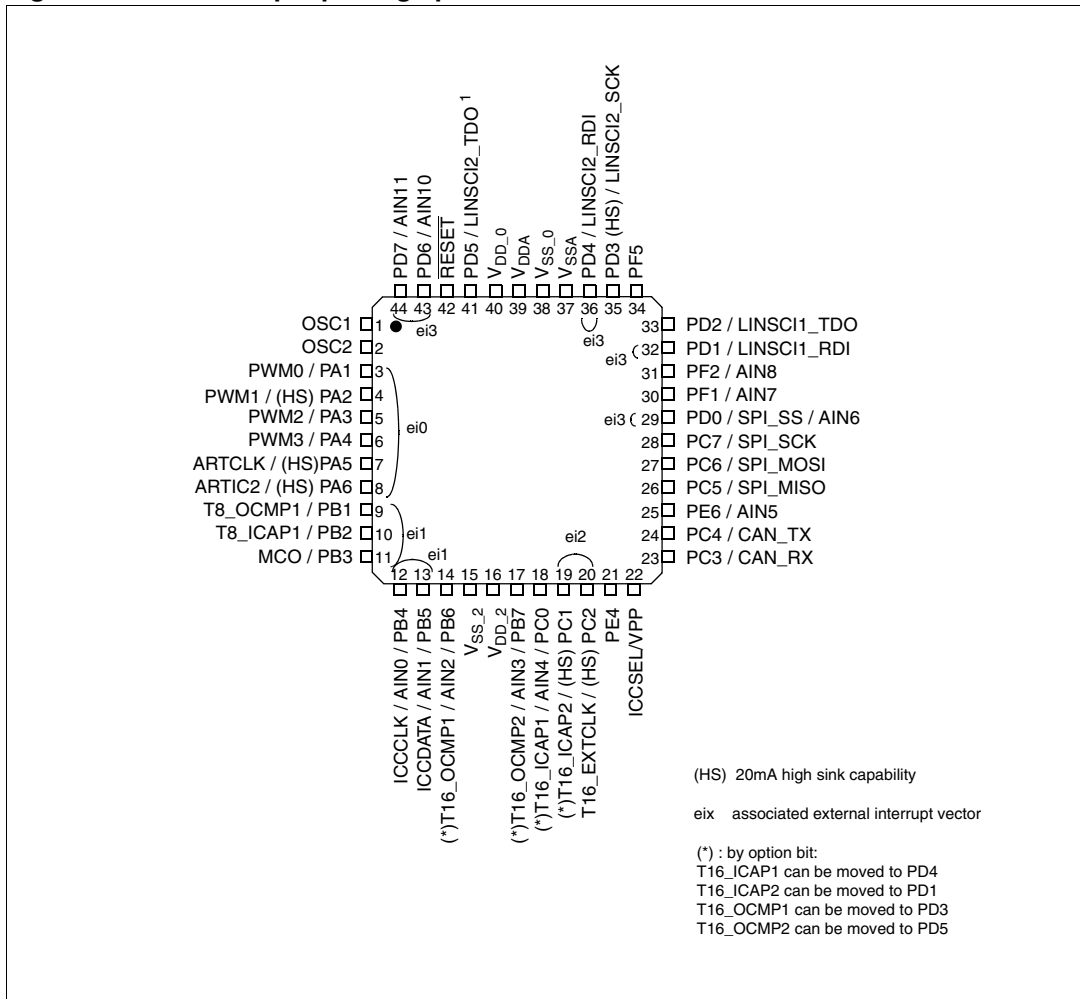 PD7 / AIN11
PD6 / AIN10
RESET
PD5 / LINSCI2_TDO 1
VDD_0
VDDA
VSS_0
VSSA
PD4 / LINSCI2_RDI
PD3 (HS) / LINSCI2_SCK
PF5
44 43 42 41 40 39 38 37 36 35 34
ei3
ei3
OSC1 1
OSC2 2
PWM0 / PA1 3
PWM1 / (HS) PA2 4
PWM2 / PA3 5
PWM3 / PA4 6
ARTCLK / (HS)PA5 7
ARTIC2 / (HS) PA6 8
T8_OCMP1 / PB1 9
T8_ICAP1 / PB2 10
MCO / PB3 11
ei0
ei1
ei1
ei2
33 PD2 / LINSCI1_TDO
ei3 32 PD1 / LINSCI1_RDI
31 PF2 / AIN8
30 PF1 / AIN7
ei3 29 PD0 / SPI_SS / AIN6
28 PC7 / SPI_SCK
27 PC6 / SPI_MOSI
26 PC5 / SPI_MISO
25 PE6 / AIN5
24 PC4 / CAN_TX
23 PC3 / CAN_RX
12 13 14 15 16 17 18 19 20 21 22
ICCCLK / AIN0 / PB4
ICCDATA / AIN1 / PB5
(*)T16_OCMP1 / AIN2 / PB6
VSS_2
VDD_2
(*)T16_OCMP2 / AIN3 / PB7
(*)T16_ICAP1 / AIN4 / PC0
(*)T16_ICAP2 / (HS) PC1
T16_EXTCLK / (HS) PC2
PE4
ICCSEL/VPP
(HS) 20mA high sink capability
eix associated external interrupt vector
(*) : by option bit:
T16_ICAP1 can be moved to PD4
T16_ICAP2 can be moved to PD1
T16_OCMP1 can be moved to PD3
T16_OCMP2 can be moved to PD5